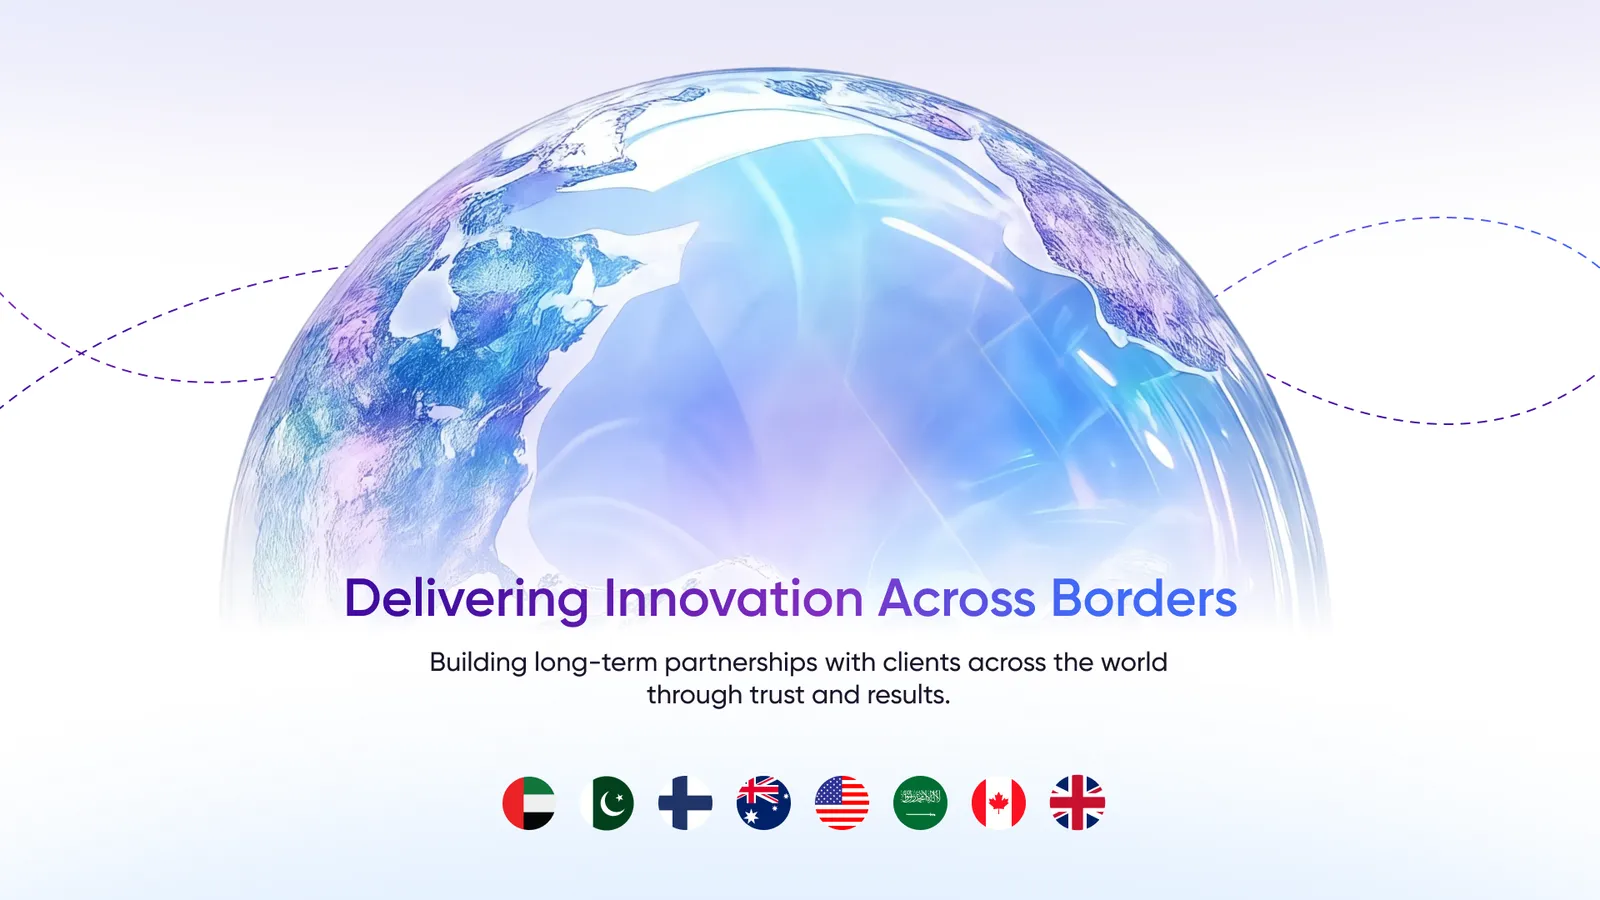 Delivering Innovation Across Borders
Building long-term partnerships with clients across the world
through trust and results.